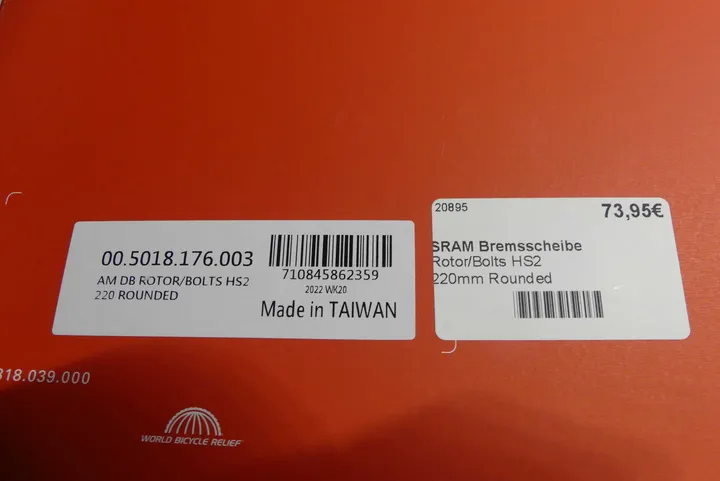 00.5018.176.003
AM DB ROTOR/BOLTS HS2
220 ROUNDED
710845862359
2022 WK20
Made in TAIWAN
20895
73,95€
SRAM Bremsscheibe
Rotor/Bolts HS2
220mm Rounded
318.039.000
WORLD BICYCLE RELIEF